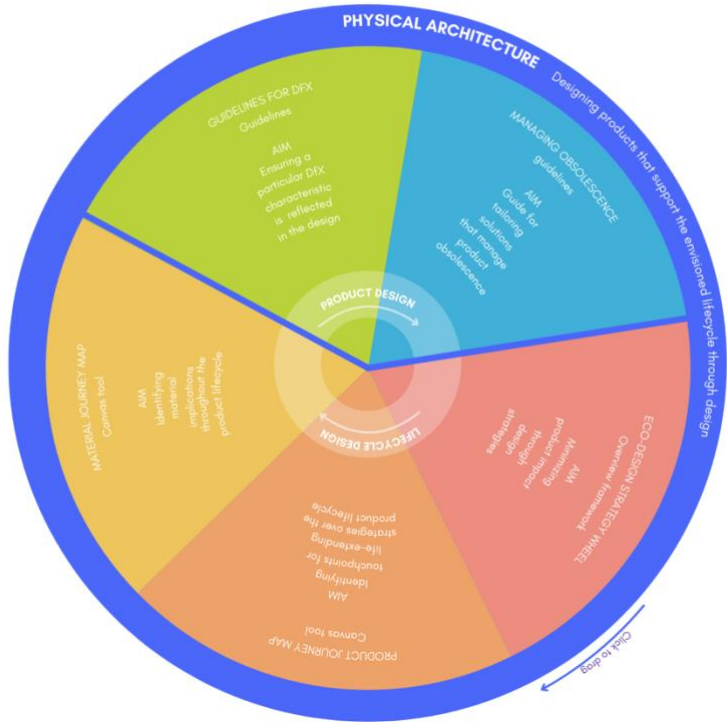 PHYSICAL ARCHITECTURE
Designing products that support the envisioned lifecycle through design
GUIDELINES FOR DFX
Guidelines
AIM
Ensuring a
particular DfX
characteristic
is reflected
in the design
MANAGING OBSOLESCENCE
guidelines
AIM
Guide for
tailoring
solutions
that manage
product
obsolescence
ECO-DESIGN STRATEGY WHEEL
Overview framework
AIM
Minimizing
product impact
through
design
strategies
PRODUCT JOURNEY MAP
Canvas tool
AIM
Identifying
touchpoints for
life-extending
strategies over the
product lifecycle
MATERIAL JOURNEY MAP
Canvas tool
AIM
Identifying
material
implications
throughout the
product lifecycle
PRODUCT DESIGN
LIFECYCLE DESIGN
Click to drag